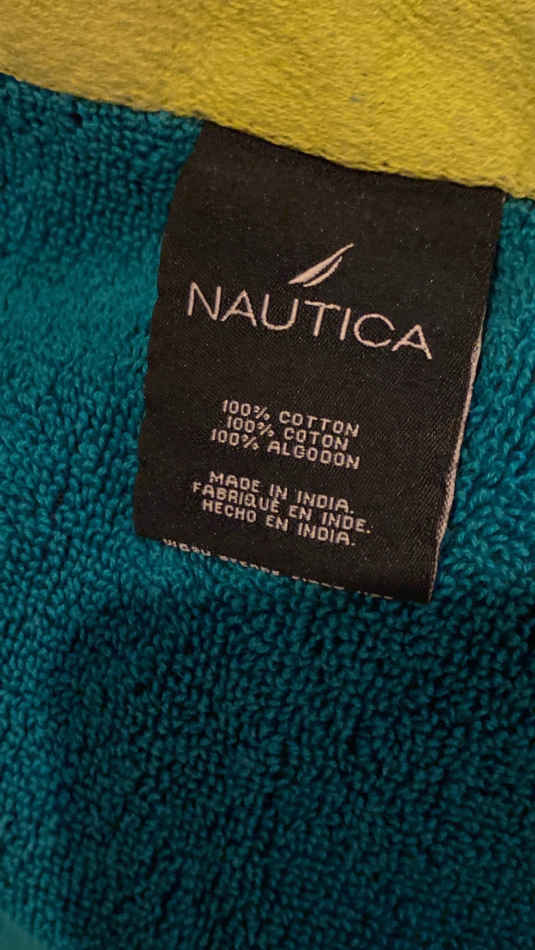 NAUTICA
100% COTTON
100% COTON
100% ALGODON
MADE IN INDIA.
FABRIQUÉ EN INDE.
HECHO EN INDIA.